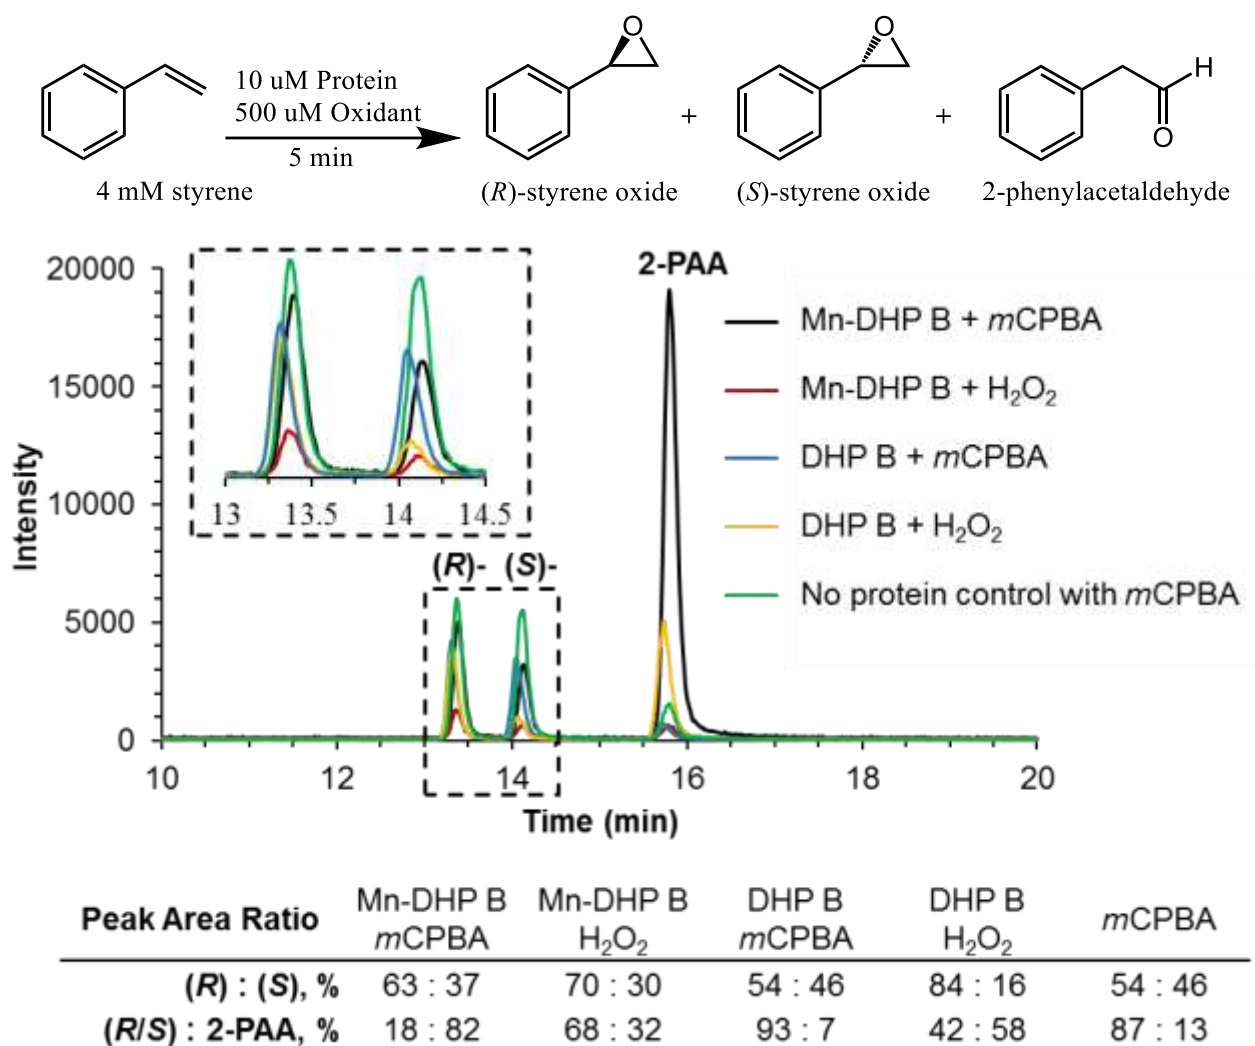 O O H
10 uM Protein
500 uM Oxidant
+ +
5 min
O
4 mM styrene (R)-styrene oxide (S)-styrene oxide 2-phenylacetaldehyde
20000
15000
10000
5000
0
Intensity
13 13.5 14 14.5
(R)- (S)-
2-PAA
Mn-DHP B + mCPBA
Mn-DHP B + H₂O₂
DHP B + mCPBA
DHP B + H₂O₂
No protein control with mCPBA
10 12 14 16 18 20
Time (min)
Peak Area Ratio Mn-DHP B mCPBA Mn-DHP B H₂O₂ DHP B mCPBA DHP B H₂O₂ mCPBA
(R) : (S), % 63 : 37 70 : 30 54 : 46 84 : 16 54 : 46
(R/S) : 2-PAA, % 18 : 82 68 : 32 93 : 7 42 : 58 87 : 13